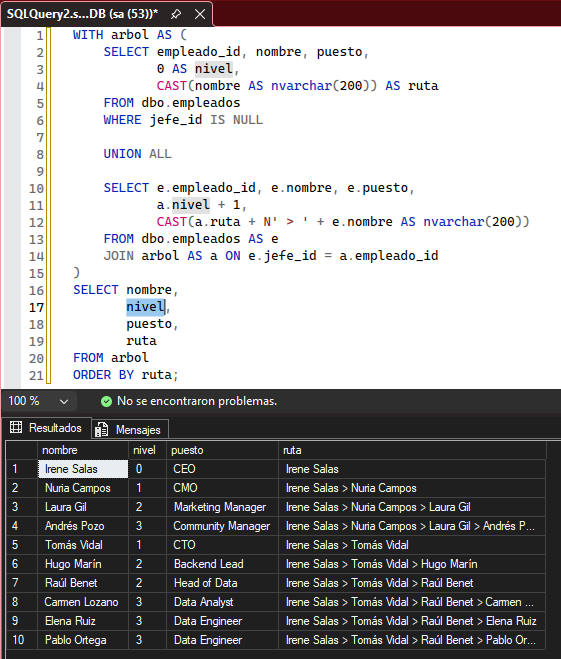 SQLQuery2.s...DB (sa (53))*
1 WITH arbol AS (
2 SELECT empleado_id, nombre, puesto,
3 0 AS nivel,
4 CAST(nombre AS nvarchar(200)) AS ruta
5 FROM dbo.empleados
6 WHERE jefe_id IS NULL
7
8 UNION ALL
9
10 SELECT e.empleado_id, e.nombre, e.puesto,
11 a.nivel + 1,
12 CAST(a.ruta + N' > ' + e.nombre AS nvarchar(200))
13 FROM dbo.empleados AS e
14 JOIN arbol AS a ON e.jefe_id = a.empleado_id
15 )
16 SELECT nombre,
17 nivel,
18 puesto,
19 ruta
20 FROM arbol
21 ORDER BY ruta;
100 % No se encontraron problemas.
Resultados Mensajes
nombre nivel puesto ruta
1 Irene Salas 0 CEO Irene Salas
2 Nuria Campos 1 CMO Irene Salas > Nuria Campos
3 Laura Gil 2 Marketing Manager Irene Salas > Nuria Campos > Laura Gil
4 Andrés Pozo 3 Community Manager Irene Salas > Nuria Campos > Laura Gil > Andrés P...
5 Tomás Vidal 1 CTO Irene Salas > Tomás Vidal
6 Hugo Marín 2 Backend Lead Irene Salas > Tomás Vidal > Hugo Marín
7 Raúl Benet 2 Head of Data Irene Salas > Tomás Vidal > Raúl Benet
8 Carmen Lozano 3 Data Analyst Irene Salas > Tomás Vidal > Raúl Benet > Carmen ...
9 Elena Ruiz 3 Data Engineer Irene Salas > Tomás Vidal > Raúl Benet > Elena Ruiz
10 Pablo Ortega 3 Data Engineer Irene Salas > Tomás Vidal > Raúl Benet > Pablo Or...